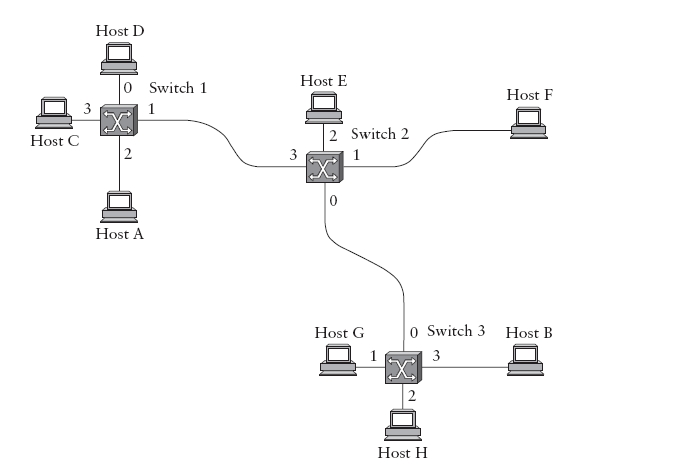 Host D
0 Switch 1
3 1
Host C
2
Host A
Host E
2 Switch 2
3 1
0
Host F
0 Switch 3
Host G
Host B
1 3
2
Host H